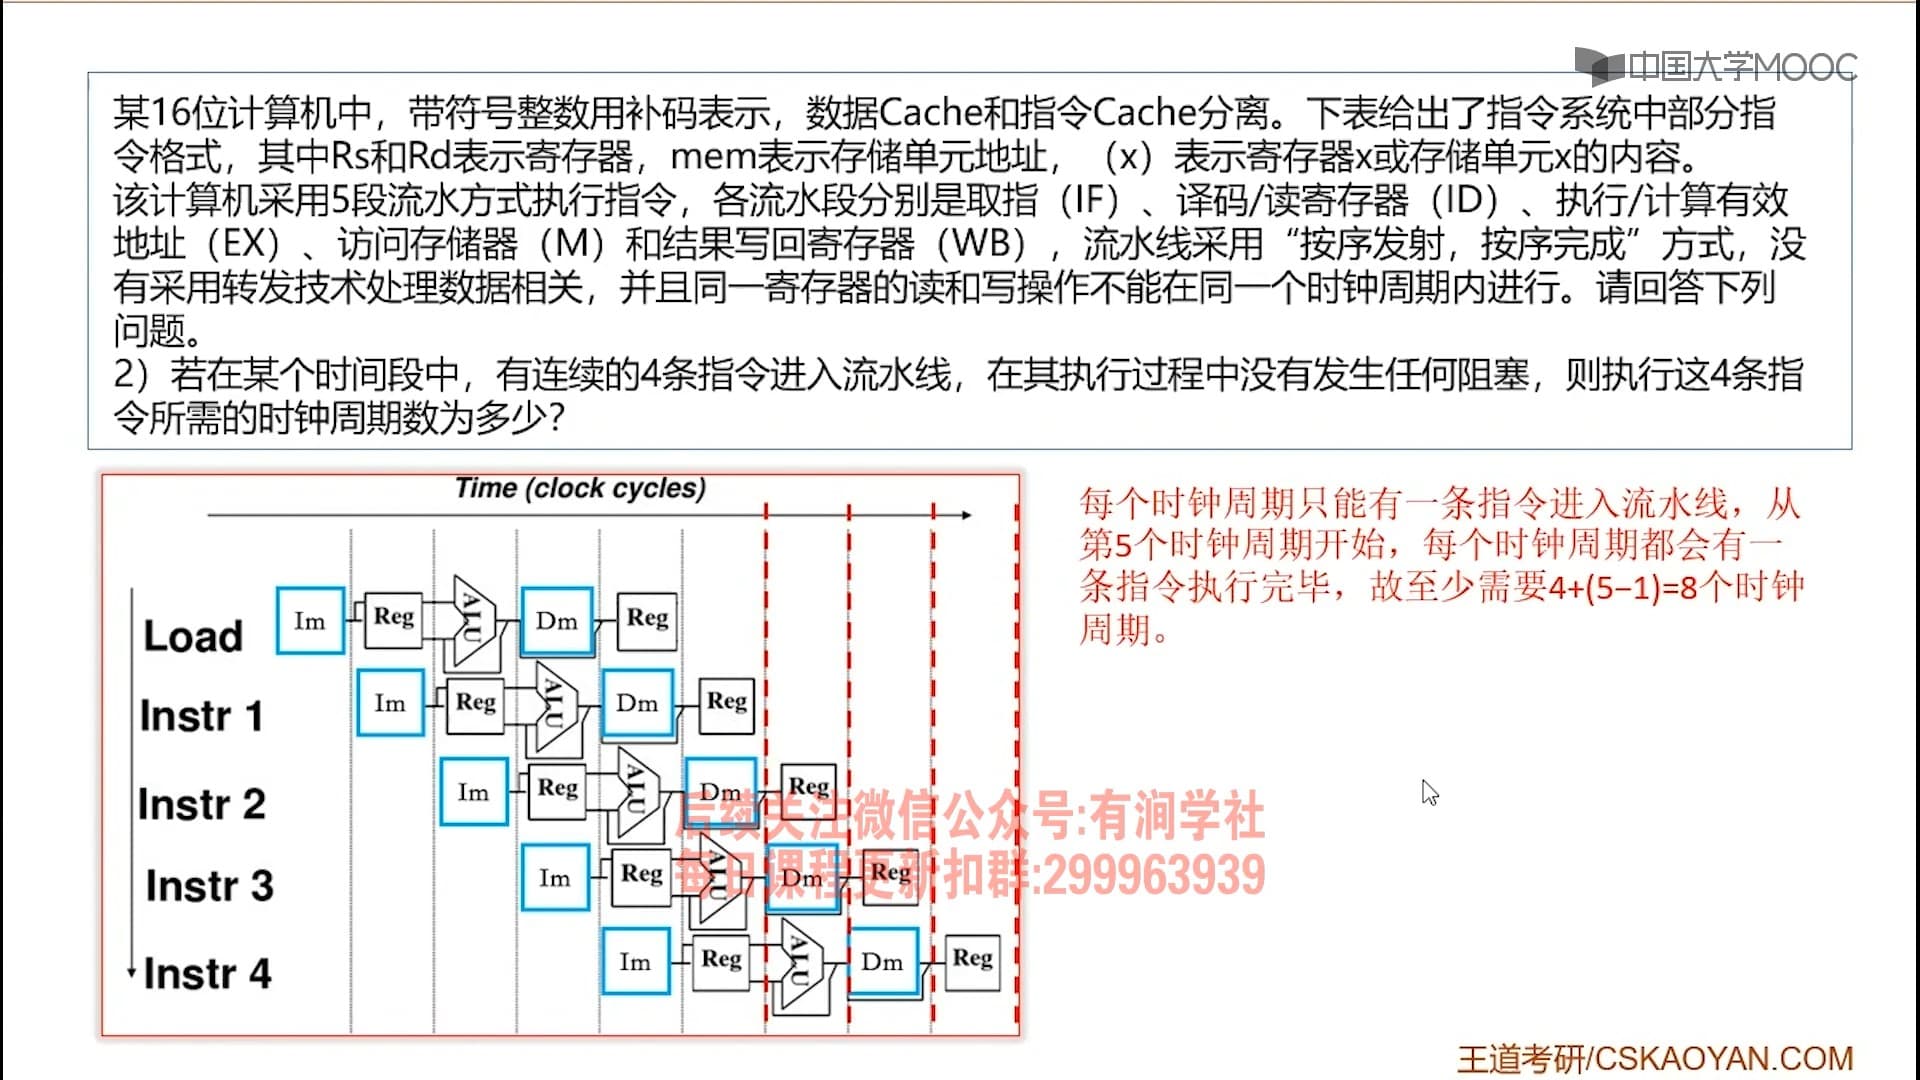 中国大学MOOC
某16位计算机中，带符号整数用补码表示，数据Cache和指令Cache分离。下表给出了指令系统中部分指
令格式，其中Rs和Rd表示寄存器，mem表示存储单元地址，（x）表示寄存器x或存储单元x的内容。
该计算机采用5段流水方式执行指令，各流水段分别是取指（IF）、译码/读寄存器（ID）、执行/计算有效
地址（EX）、访问存储器（M）和结果写回寄存器（WB），流水线采用“按序发射，按序完成”方式，没
有采用转发技术处理数据相关，并且同一寄存器的读和写操作不能在同一个时钟周期内进行。请回答下列
问题。
2）若在某个时间段中，有连续的4条指令进入流水线，在其执行过程中没有发生任何阻塞，则执行这4条指
令所需的时钟周期数为多少？
Time (clock cycles)
Load Im Reg ALU Dm Reg
Instr 1 Im Reg ALU Dm Reg
Instr 2 Im Reg ALU Dm Reg
Instr 3 Im Reg ALU Dm Reg
Instr 4 Im Reg ALU Dm Reg
每个时钟周期只能有一条指令进入流水线，从
第5个时钟周期开始，每个时钟周期都会有一
条指令执行完毕，故至少需要4+(5−1)=8个时钟
周期。
后续关注微信公众号:有涧学社
每日课程更新扣群:299963939
王道考研/CSKAOYAN.COM